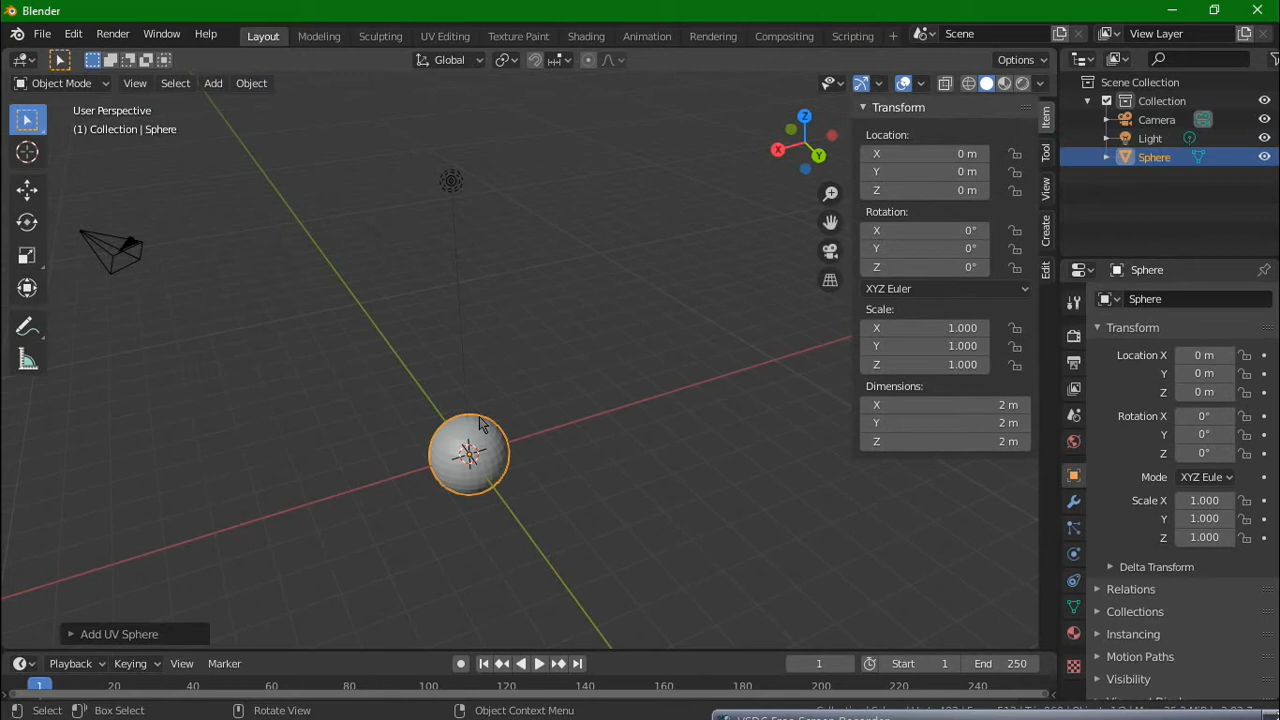 Blender
File Edit Render Window Help Layout Modeling Sculpting UV Editing Texture Paint Shading Animation Rendering Compositing Scripting + Scene View Layer
Global Options
Object Mode View Select Add Object
User Perspective
(1) Collection | Sphere
Z
X
Y
Transform
Location:
X 0 m
Y 0 m
Z 0 m
Rotation:
X 0°
Y 0°
Z 0°
XYZ Euler
Scale:
X 1.000
Y 1.000
Z 1.000
Dimensions:
X 2 m
Y 2 m
Z 2 m
Item
Tool
View
Create
Edit
Scene Collection
Collection
Camera
Light
Sphere
Sphere
Sphere
Transform
Location X 0 m
Y 0 m
Z 0 m
Rotation X 0°
Y 0°
Z 0°
Mode XYZ Eule
Scale X 1.000
Y 1.000
Z 1.000
Delta Transform
Relations
Collections
Instancing
Motion Paths
Visibility
Add UV Sphere
Playback Keying View Marker 1 Start 1 End 250
1 20 40 60 80 100 120 140 160 180 200 220 240
Select Box Select Rotate View Object Context Menu